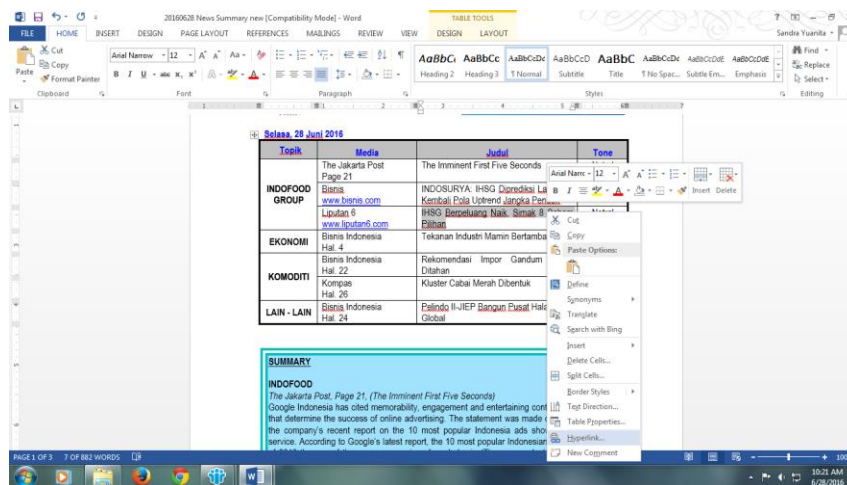 20160628 News Summary new [Compatibility Mode] - Word
TABLE TOOLS
FILE HOME INSERT DESIGN PAGE LAYOUT REFERENCES MAILINGS REVIEW VIEW DESIGN LAYOUT
Sandra Yuanita
Cut
Copy
Format Painter
Paste
Clipboard
Arial Narrow 12
Font
Paragraph
AaBbCc AaBbCc AaBbCcDc AaBbCcD AaBbC AaBbCcDc AaBbCcDdE AaBbCcDdE
Heading 2 Heading 3 ¶ Normal Subtitle Title ¶ No Spac... Subtle Em... Emphasis
Styles
Find
Replace
Select
Editing
Selasa, 28 Juni 2016
Topik Media Judul Tone
INDOFOOD GROUP
The Jakarta Post
Page 21
The Imminent First Five Seconds
Bisnis
www.bisnis.com
INDOSURYA: IHSG Diprediksi
Kembali Pola Uptrend Jangka
Liputan 6
www.liputan6.com
IHSG Berpeluang Naik, Simak 8
Pilihan
EKONOMI
Bisnis Indonesia
Hal. 4
Tekanan Industri Mamin
KOMODITI
Bisnis Indonesia
Hal. 22
Rekomendasi Impor Gandum
Ditahan
Kompas
Hal. 26
Kluster Cabai Merah Dibentuk
LAIN - LAIN
Bisnis Indonesia
Hal. 24
Pelindo II-JIEP Bangun Pusat
Global
Arial Narr 12
Insert Delete
Cut
Copy
Paste Options:
Define
Synonyms
Translate
Search with Bing
Insert
Delete Cells...
Split Cells...
Border Styles
Text Direction...
Table Properties...
Hyperlink...
New Comment
SUMMARY
INDOFOOD
The Jakarta Post, Page 21, (The Imminent First Five Seconds)
Google Indonesia has cited memorability, engagement and entertaining
that determine the success of online advertising. The statement was made
the company's recent report on the 10 most popular Indonesia ads
service. According to Google's latest report, the 10 most popular Indonesian
PAGE 1 OF 3 7 OF 882 WORDS
100
10:21 AM
6/28/2016